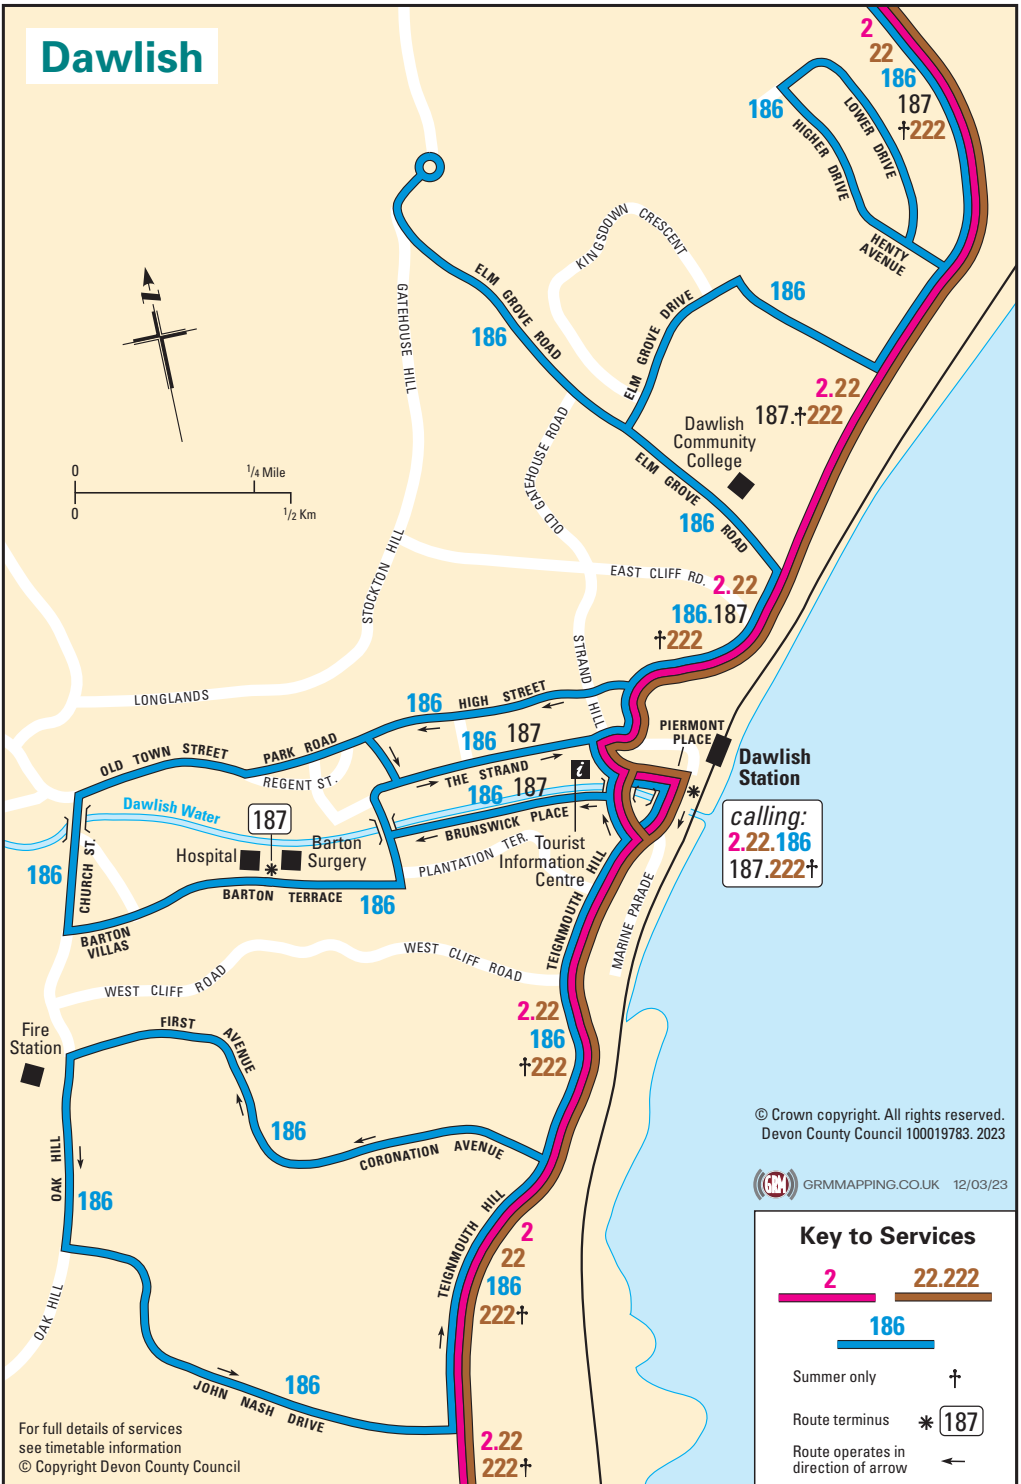 Dawlish
2
22
186
187
†222
186
LOWER DRIVE
HIGHER DRIVE
HENTY
AVENUE
KINGSDOWN CRESCENT
N
GATEHOUSE HILL
ELM GROVE ROAD
186
ELM GROVE DRIVE
186
2.22
187.†222
Dawlish
Community
College
0
1/4 Mile
0
1/2 Km
OLD GATEHOUSE ROAD
ELM GROVE ROAD
186
STOCKTON HILL
EAST CLIFF RD.
2.22
186.187
†222
LONGLANDS
STRAND HILL
186
HIGH STREET
PIERMONT
PLACE
186 187
OLD TOWN STREET
PARK ROAD
REGENT ST.
THE STRAND
i
Dawlish
Station
186 187
Dawlish Water
BRUNSWICK PLACE
187
calling:
2.22.186
187.222†
Hospital
Barton
Surgery
PLANTATION TER.
Tourist
Information
Centre
186
CHURCH ST.
BARTON TERRACE
186
BARTON
VILLAS
TEIGNMOUTH HILL
MARINE PARADE
WEST CLIFF ROAD
WEST CLIFF ROAD
2.22
186
†222
Fire
Station
FIRST AVENUE
186
CORONATION AVENUE
© Crown copyright. All rights reserved.
Devon County Council 100019783. 2023
GRM
GRMMAPPING.CO.UK 12/03/23
OAK HILL
186
TEIGNMOUTH HILL
2
22
186
222†
OAK HILL
186
JOHN NASH DRIVE
2.22
222†
Key to Services
2
22.222
186
Summer only †
Route terminus 187
Route operates in
direction of arrow
For full details of services
see timetable information
© Copyright Devon County Council